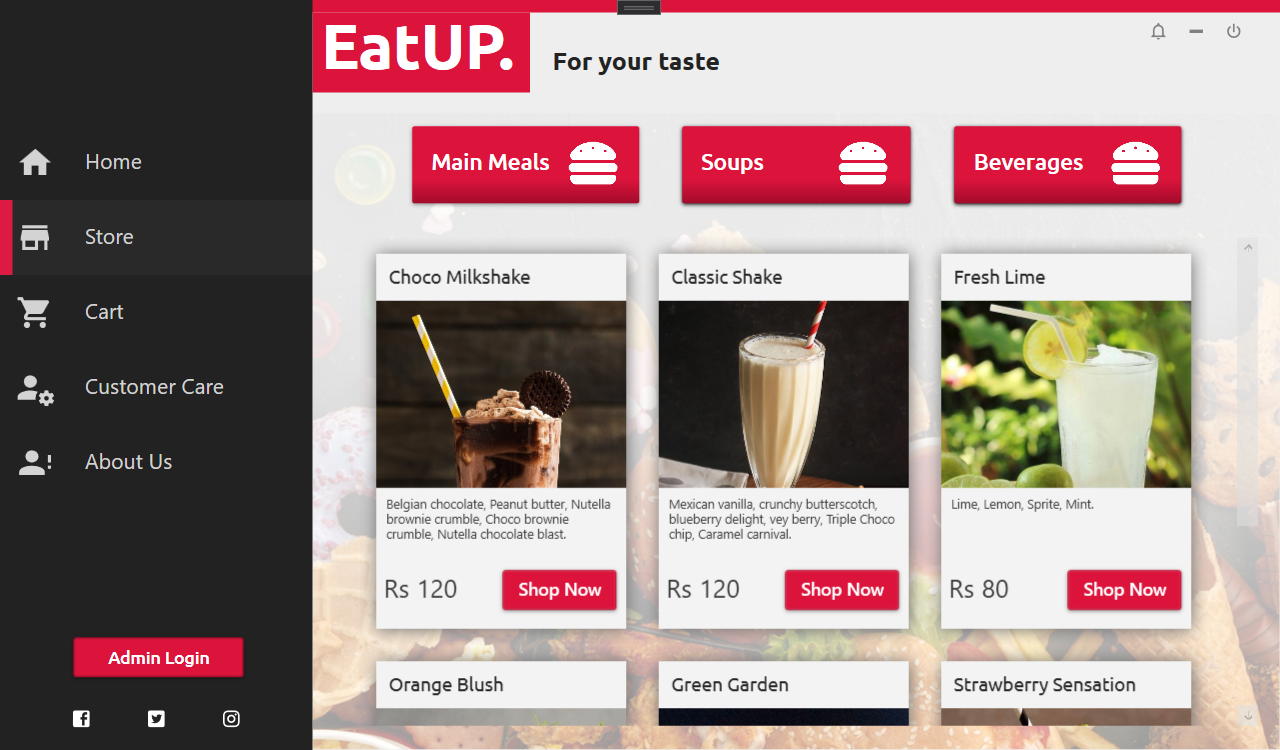 EatUP.
For your taste
Home
Store
Cart
Customer Care
About Us
Admin Login
Main Meals
Soups
Beverages
Choco Milkshake
Classic Shake
Fresh Lime
Belgian chocolate, Peanut butter, Nutella
brownie crumble, Choco brownie
crumble, Nutella chocolate blast.
Mexican vanilla, crunchy butterscotch,
blueberry delight, vey berry, Triple Choco
chip, Caramel carnival.
Lime, Lemon, Sprite, Mint.
Rs 120
Shop Now
Rs 120
Shop Now
Rs 80
Shop Now
Orange Blush
Green Garden
Strawberry Sensation